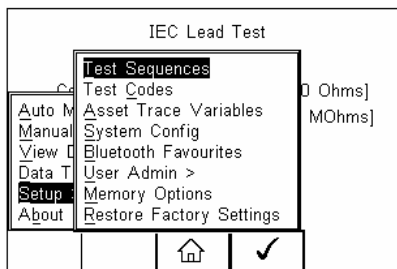 IEC Lead Test
Test Sequences
Test Codes
0 Ohms]
Auto
Asset Trace Variables
MOhms]
Manual
System Config
View
Bluetooth Favourites
Data
User Admin >
Setup
Memory Options
About
Restore Factory Settings